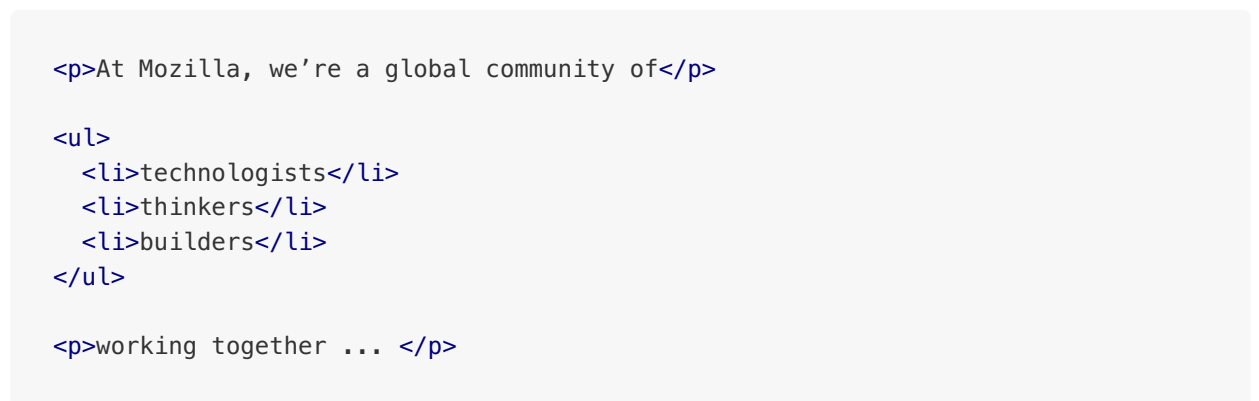 <p>At Mozilla, we’re a global community of</p>
<ul>
<li>technologists</li>
<li>thinkers</li>
<li>builders</li>
</ul>
<p>working together ... </p>